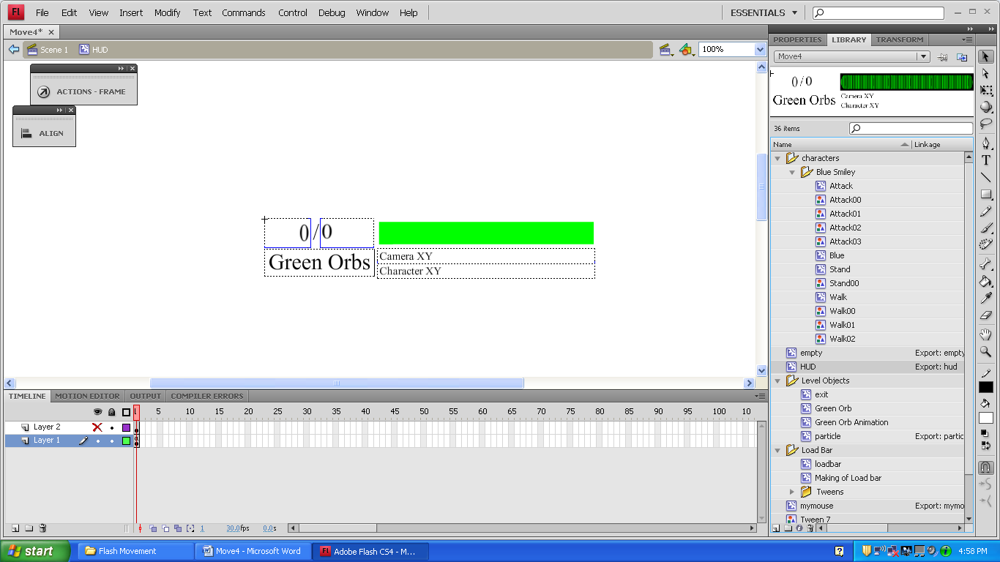 Fl File Edit View Insert Modify Text Commands Control Debug Window Help ESSENTIALS
Move4*
Scene 1 HUD 100%
ACTIONS - FRAME
ALIGN
0/0
Green Orbs
Camera XY
Character XY
PROPERTIES LIBRARY TRANSFORM
Move4
0/0
Green Orbs
Camera XY
Character XY
36 items
Name Linkage
characters
Blue Smiley
Attack
Attack00
Attack01
Attack02
Attack03
Blue
Stand
Stand00
Walk
Walk00
Walk01
Walk02
empty Export: empty
HUD Export: hud
Level Objects
exit
Green Orb
Green Orb Animation
particle Export: partic
Load Bar
loadbar
Making of Load bar
Tweens
mymouse Export: mymo
Tween 7
T
TIMELINE MOTION EDITOR OUTPUT COMPILER ERRORS
1 5 10 15 20 25 30 35 40 45 50 55 60 65 70 75 80 85 90 95 100 10
Layer 2
Layer 1
1 30.0fps 0.0s
start Flash Movement Move4 - Microsoft Word Fl Adobe Flash CS4 - M... 4:58 PM